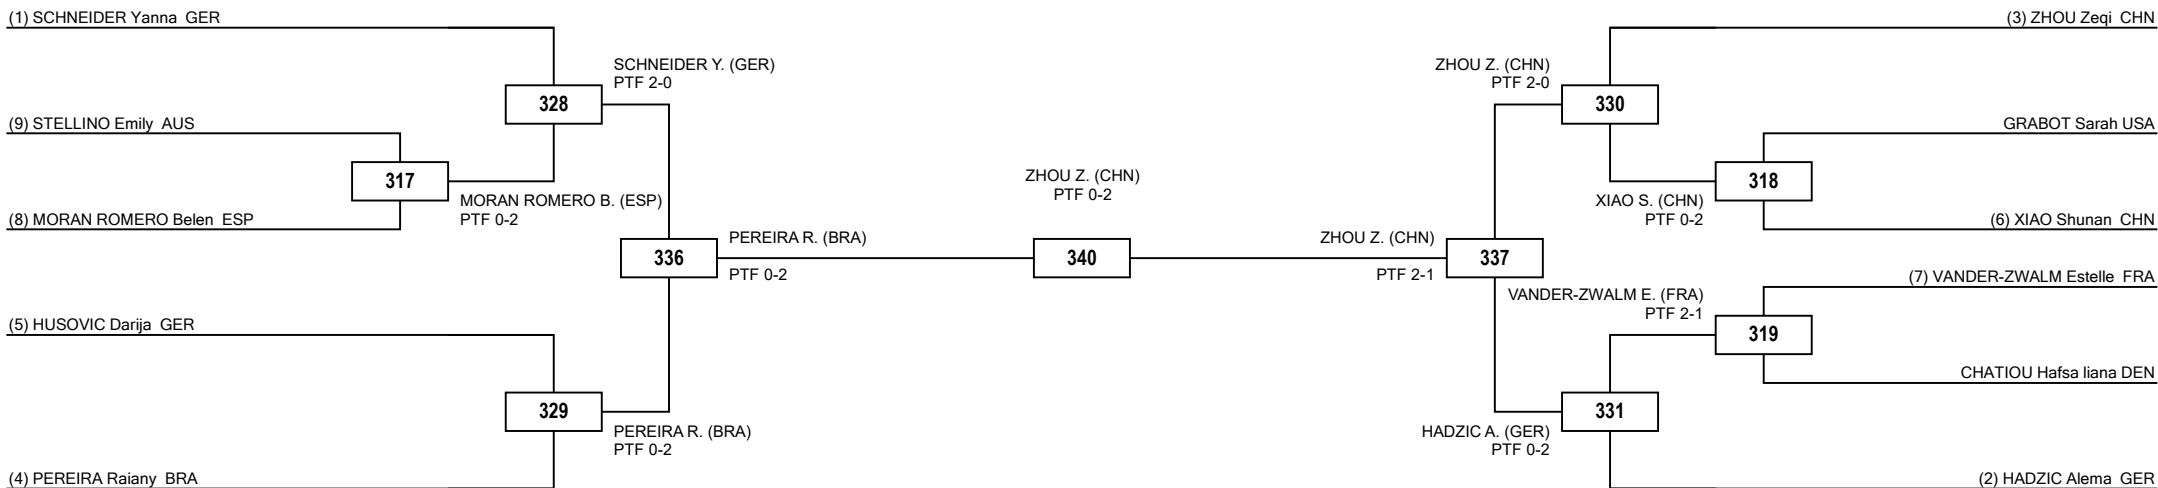 (1) SCHNEIDER Yanna GER
(3) ZHOU Zeqi CHN
SCHNEIDER Y. (GER)
PTF 2-0
ZHOU Z. (CHN)
PTF 2-0
328
330
(9) STELLINO Emily AUS
GRABOT Sarah USA
317
318
ZHOU Z. (CHN)
PTF 0-2
MORAN ROMERO B. (ESP)
PTF 0-2
XIAO S. (CHN)
PTF 0-2
(8) MORAN ROMERO Belen ESP
(6) XIAO Shunan CHN
PEREIRA R. (BRA)
ZHOU Z. (CHN)
336
340
337
PTF 0-2
PTF 2-1
(7) VANDER-ZWALM Estelle FRA
VANDER-ZWALM E. (FRA)
PTF 2-1
(5) HUSOVIC Darija GER
319
CHATIOU Hafsa liana DEN
329
331
PEREIRA R. (BRA)
PTF 0-2
HADZIC A. (GER)
PTF 0-2
(4) PEREIRA Raiany BRA
(2) HADZIC Alema GER